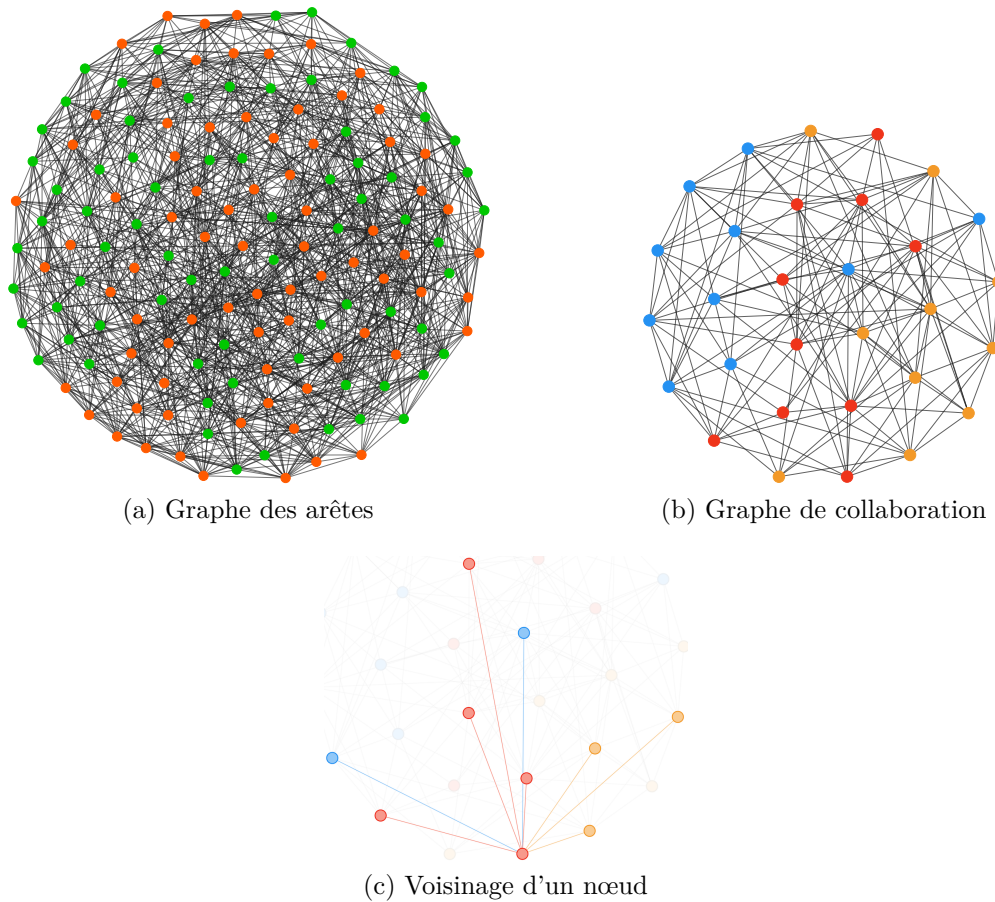 (a) Graphe des arêtes
(b) Graphe de collaboration
(c) Voisinage d'un nœud